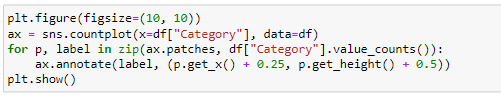 plt.figure(figsize=(10, 10))
ax = sns.countplot(x=df["Category"], data=df)
for p, label in zip(ax.patches, df["Category"].value_counts()):
    ax.annotate(label, (p.get_x() + 0.25, p.get_height() + 0.5))
plt.show()